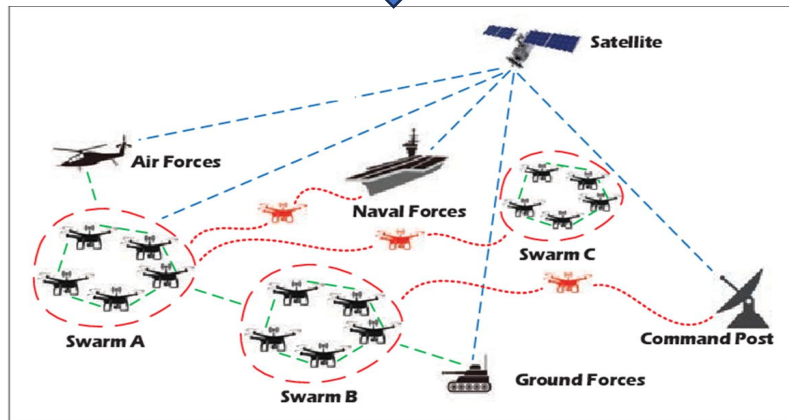 Satellite
Air Forces
Naval Forces
Swarm C
Swarm A
Command Post
Ground Forces
Swarm B